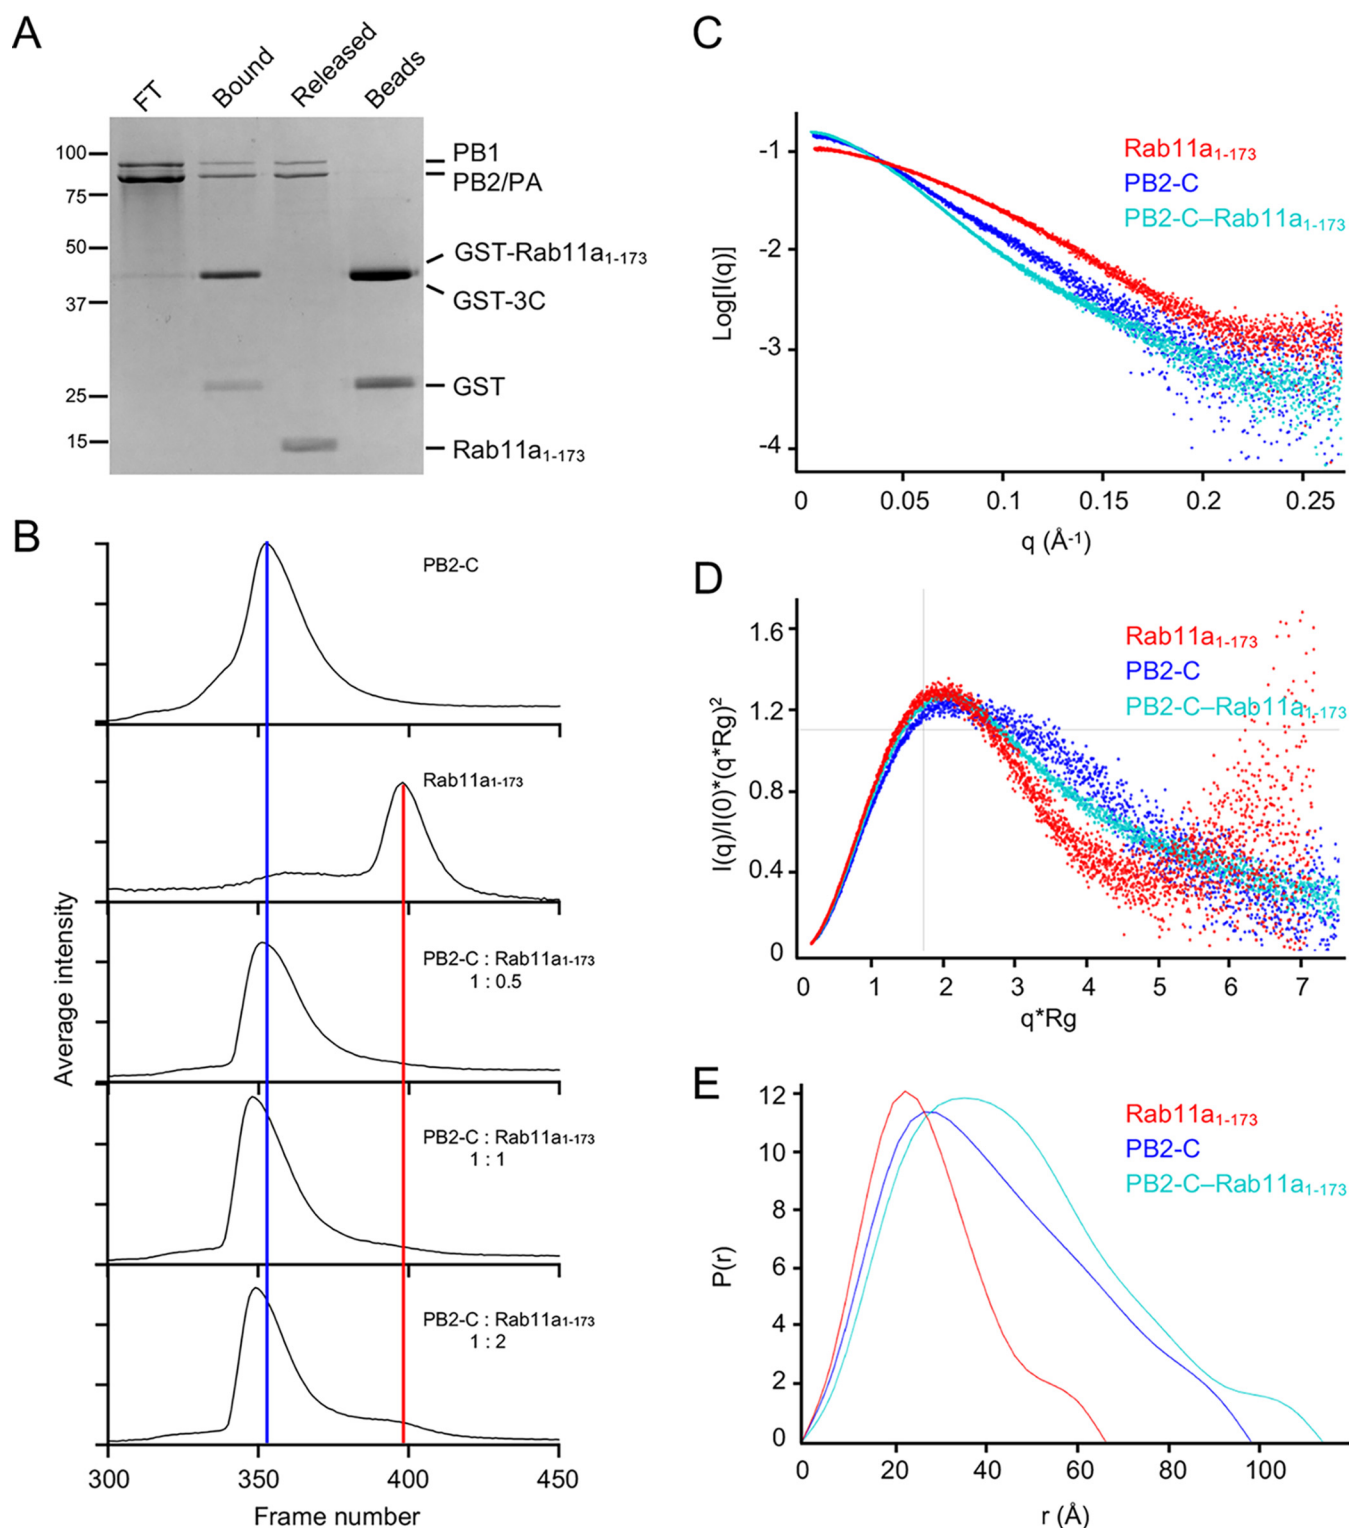 A
FT
Bound
Released
Beads
100
75
50
37
25
15
PB1
PB2/PA
GST-Rab11a1-173
GST-3C
GST
Rab11a1-173
B
PB2-C
Rab11a1-173
PB2-C : Rab11a1-173
1 : 0.5
PB2-C : Rab11a1-173
1 : 1
PB2-C : Rab11a1-173
1 : 2
Average intensity
300
350
400
450
Frame number
C
Rab11a1-173
PB2-C
PB2-C–Rab11a1-173
Log[I(q)]
-1
-2
-3
-4
0
0.05
0.1
0.15
0.2
0.25
q (Å-1)
D
Rab11a1-173
PB2-C
PB2-C–Rab11a1-173
I(q)/I(0)*(q*Rg)2
1.6
1.2
0.8
0.4
0
0
1
2
3
4
5
6
7
q*Rg
E
Rab11a1-173
PB2-C
PB2-C–Rab11a1-173
P(r)
12
10
8
6
4
2
0
0
20
40
60
80
100
r (Å)